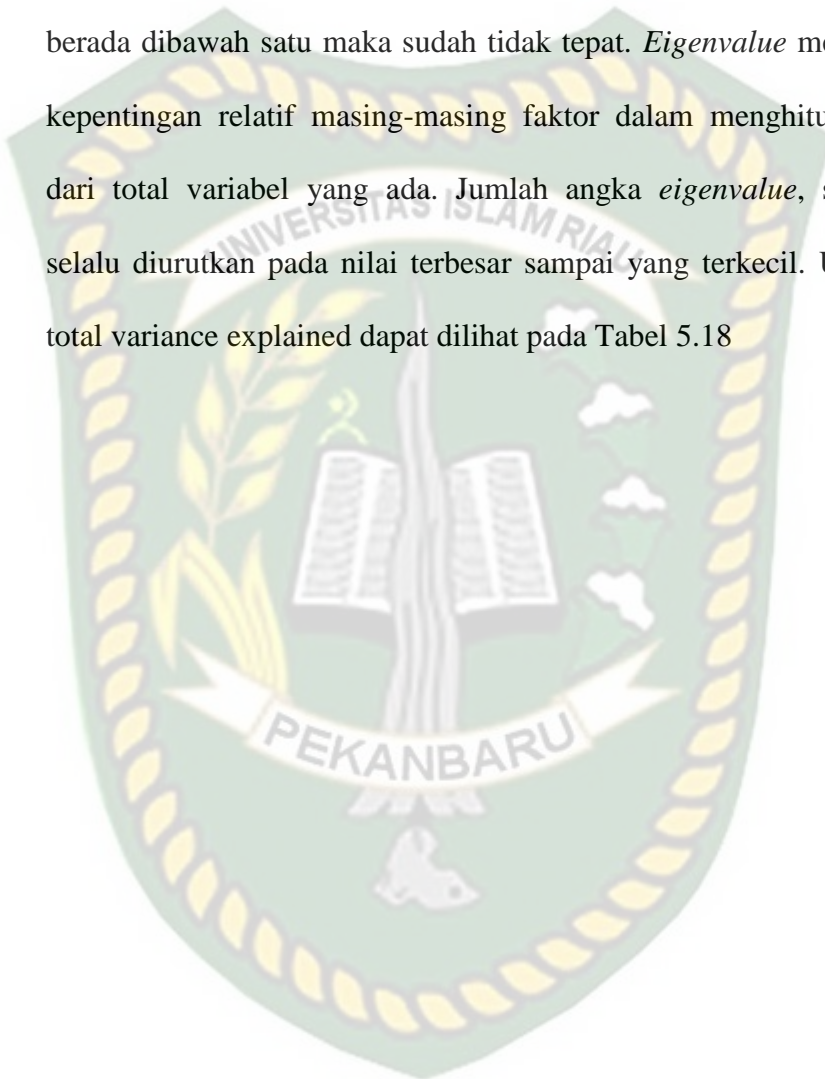 berada dibawah satu maka sudah tidak tepat. Eigenvalue
kepentingan relatif masing-masing faktor dalam
dari total variabel yang ada. Jumlah angka eigenvalue,
selalu diurutkan pada nilai terbesar sampai yang terkecil.
total variance explained dapat dilihat pada Tabel 5.18
UNIVERSITAS ISLAM RIAU
PEKANBARU